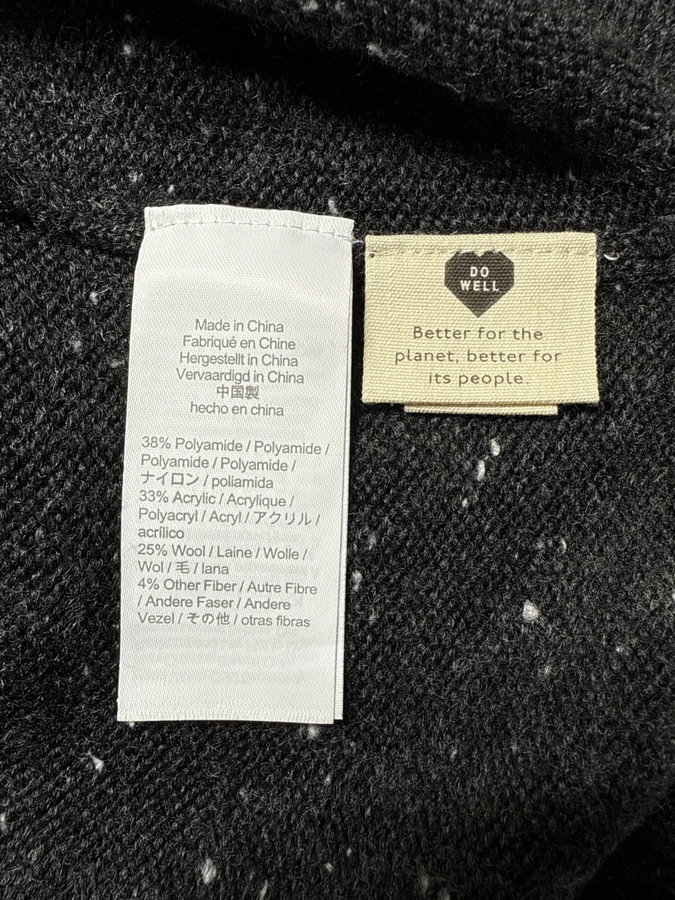 Made in China
Fabriqué en Chine
Hergestellt in China
Vervaardigd in China
中国製
hecho en china
38% Polyamide / Polyamide /
Polyamide / Polyamide /
ナイロン / poliamida
33% Acrylic / Acrylique /
Polyacryl / Acryl / アクリル /
acrílico
25% Wool / Laine / Wolle /
Wol / 毛 / lana
4% Other Fiber / Autre Fibre
/ Andere Faser / Andere
Vezel / その他 / otras fibras
DO
WELL
Better for the
planet, better for
its people.